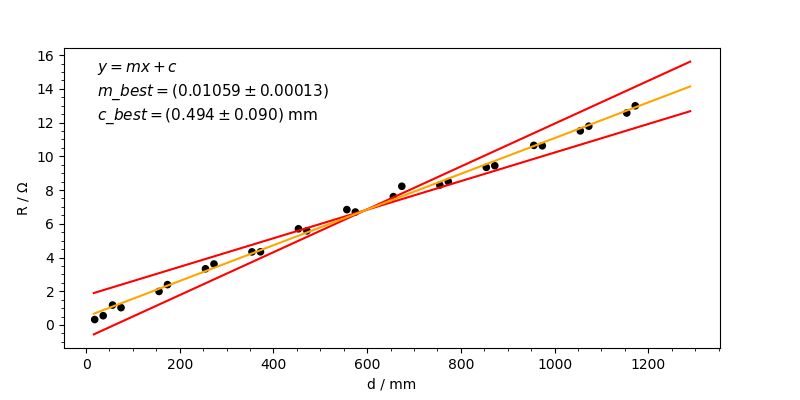 y = mx + c
m_best = (0.01059 ± 0.00013)
c_best = (0.494 ± 0.090) mm
16
14
12
10
8
6
4
2
0
R / Ω
0 200 400 600 800 1000 1200
d / mm